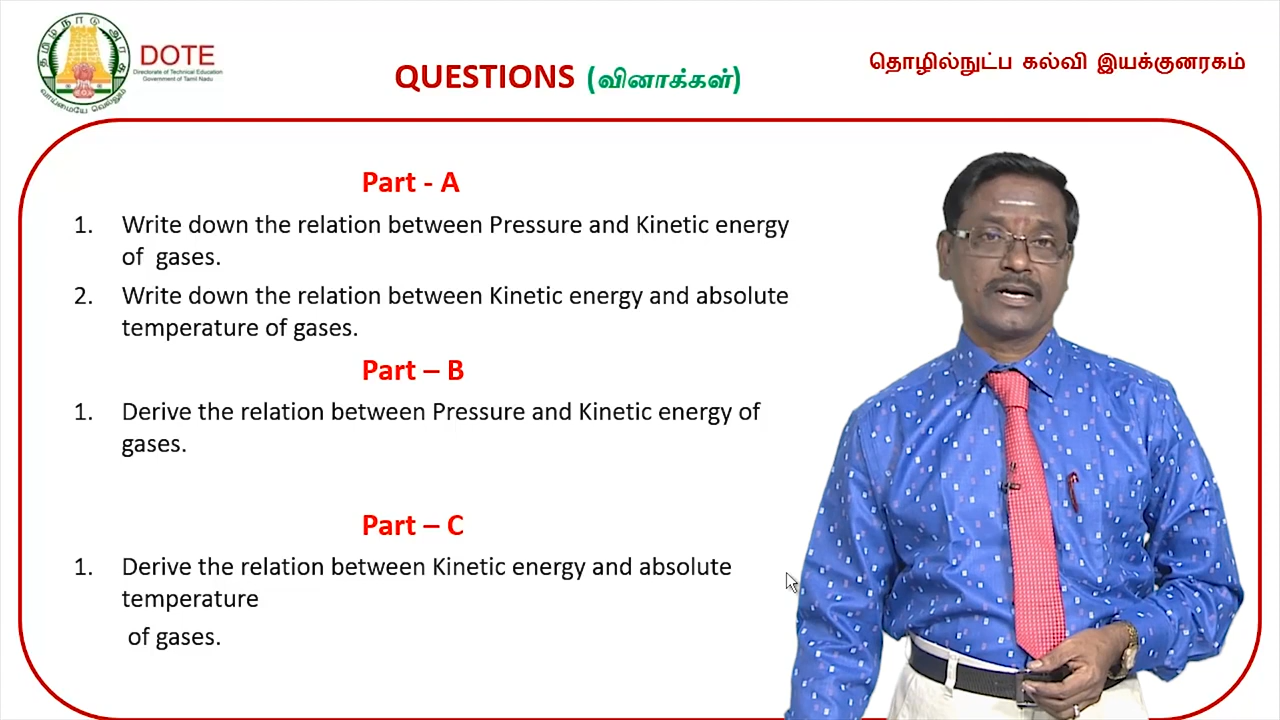 தமிழ்நாடு அரசு
வாய்மையே வெல்லும்
DOTE
Directorate of Technical Education
Government of Tamil Nadu
QUESTIONS (வினாக்கள்)
தொழில்நுட்ப கல்வி இயக்குனரகம்
Part - A
1. Write down the relation between Pressure and Kinetic energy
of gases.
2. Write down the relation between Kinetic energy and absolute
temperature of gases.
Part – B
1. Derive the relation between Pressure and Kinetic energy of
gases.
Part – C
1. Derive the relation between Kinetic energy and absolute
temperature
of gases.